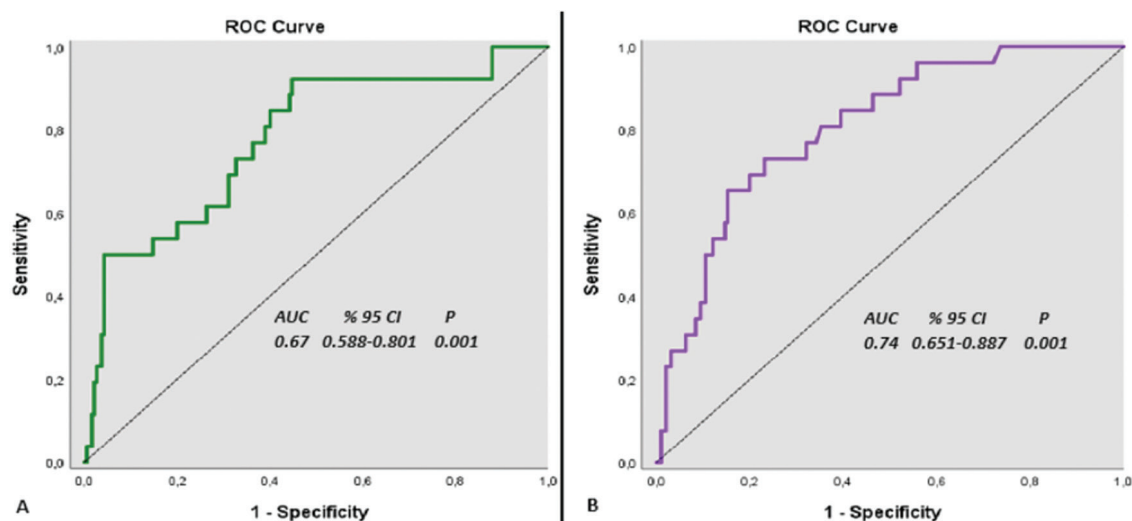 ROC Curve
1,0
0,8
0,6
0,4
0,2
0,0
Sensitivity
AUC % 95 CI P
0.67 0.588-0.801 0.001
0,0 0,2 0,4 0,6 0,8 1,0
1 - Specificity
A
ROC Curve
1,0
0,8
0,6
0,4
0,2
0,0
Sensitivity
AUC % 95 CI P
0.74 0.651-0.887 0.001
0,0 0,2 0,4 0,6 0,8 1,0
1 - Specificity
B